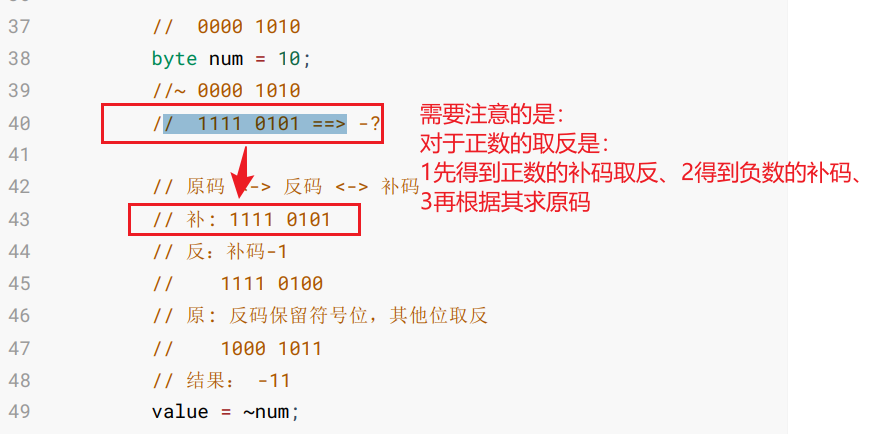 37 // 0000 1010
38 byte num = 10;
39 //~ 0000 1010
40 // 1111 0101 ==> -?
需要注意的是：
对于正数的取反是：
1先得到正数的补码取反、2得到负数的补码、
3再根据其求原码
41
42 // 原码 <-> 反码 <-> 补码
43 // 补: 1111 0101
44 // 反：补码-1
45 // 1111 0100
46 // 原: 反码保留符号位，其他位取反
47 // 1000 1011
48 // 结果： -11
49 value = ~num;